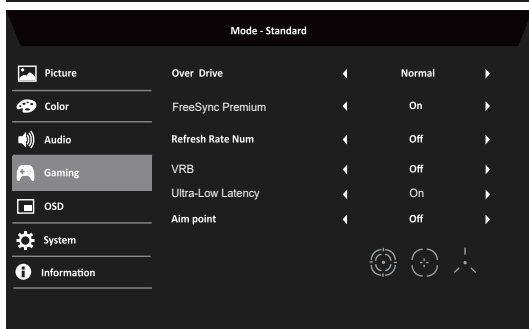 Mode - Standard
Picture
Over Drive Normal
Color
FreeSync Premium On
Audio
Refresh Rate Num Off
Gaming
VRB Off
Ultra-Low Latency On
OSD
Aim point Off
System
Information